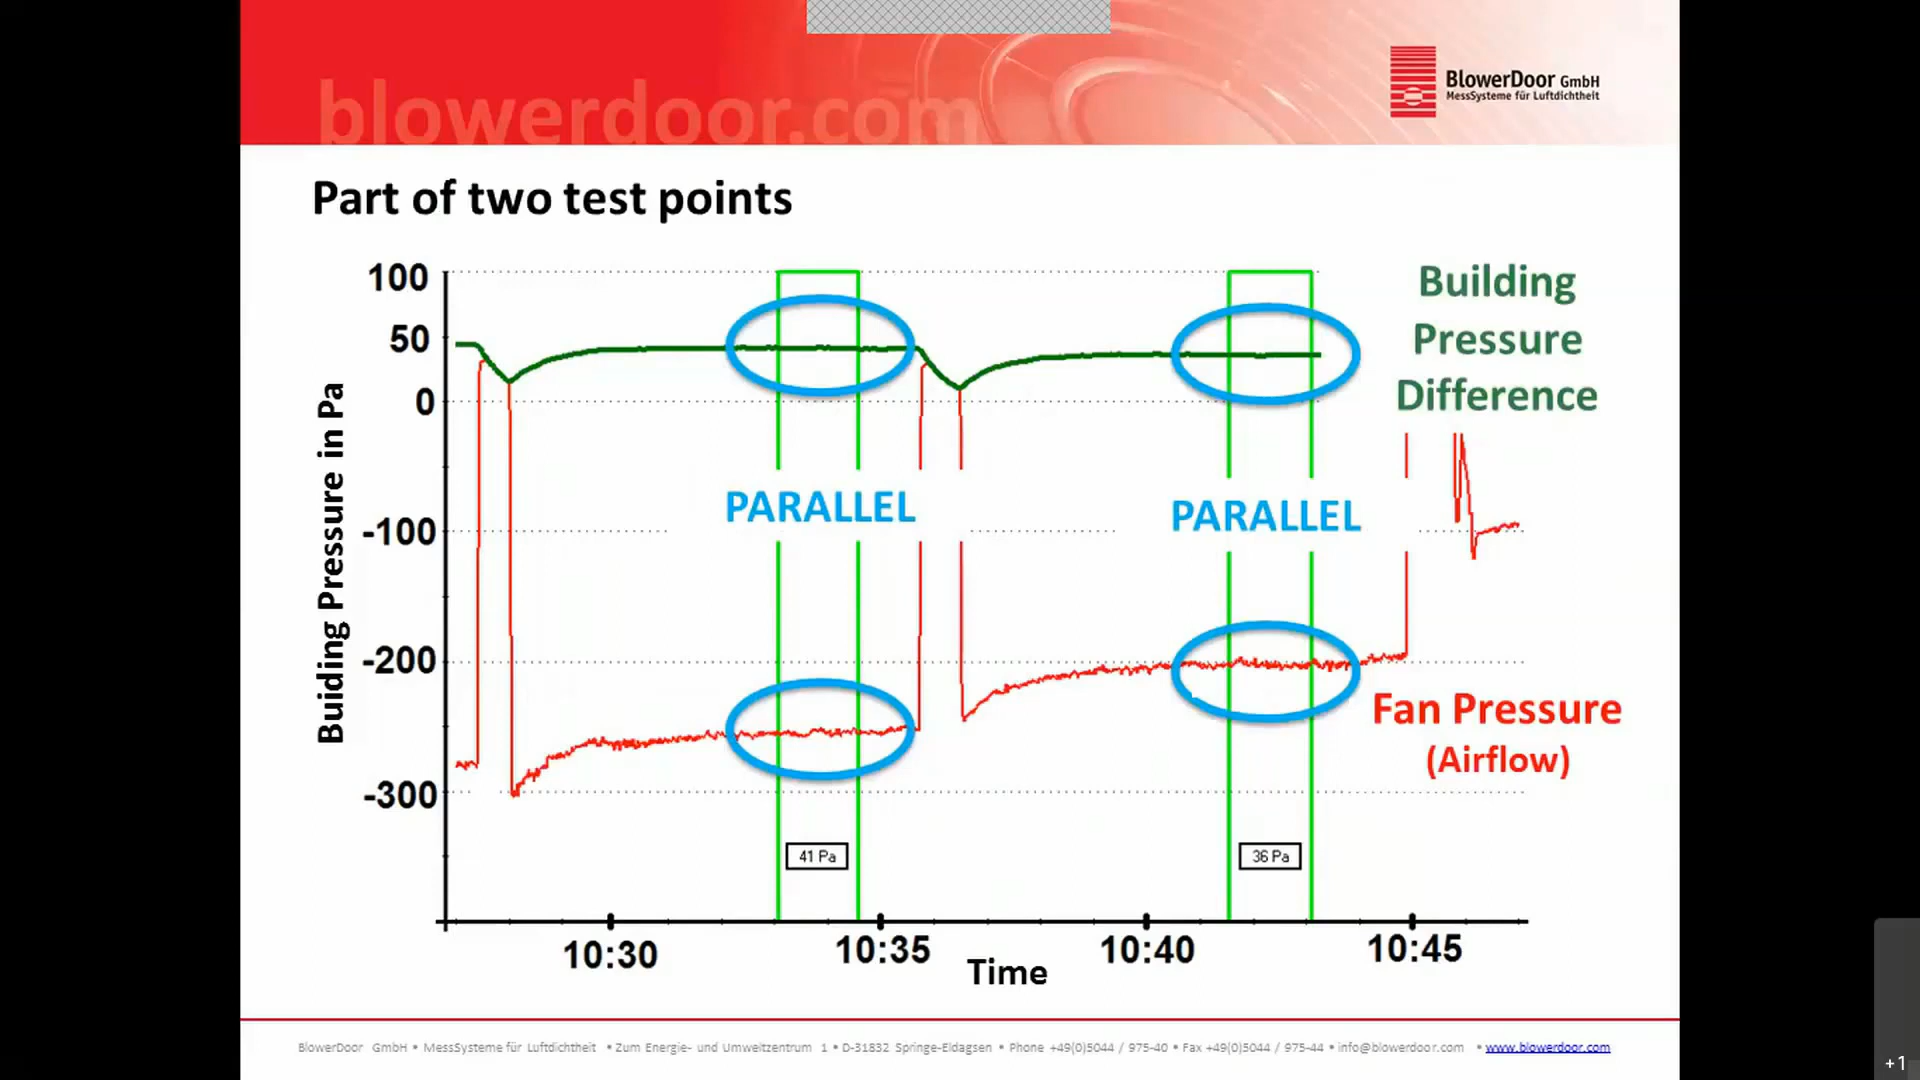 blowerdoor.com
BlowerDoor GmbH
MessSysteme für Luftdichtheit
Part of two test points
Building
Pressure
Difference
100
50
0
-100
-200
-300
Buiding Pressure in Pa
PARALLEL
PARALLEL
Fan Pressure
(Airflow)
41 Pa
36 Pa
10:30
10:35
10:40
10:45
Time
BlowerDoor GmbH • MessSysteme für Luftdichtheit • Zum Energie- und Umweltzentrum 1 • D-31832 Springe-Eldagsen • Phone +49(0)5044 / 975-40 • Fax +49(0)5044 / 975-44 • info@blowerdoor.com • www.blowerdoor.com
+1